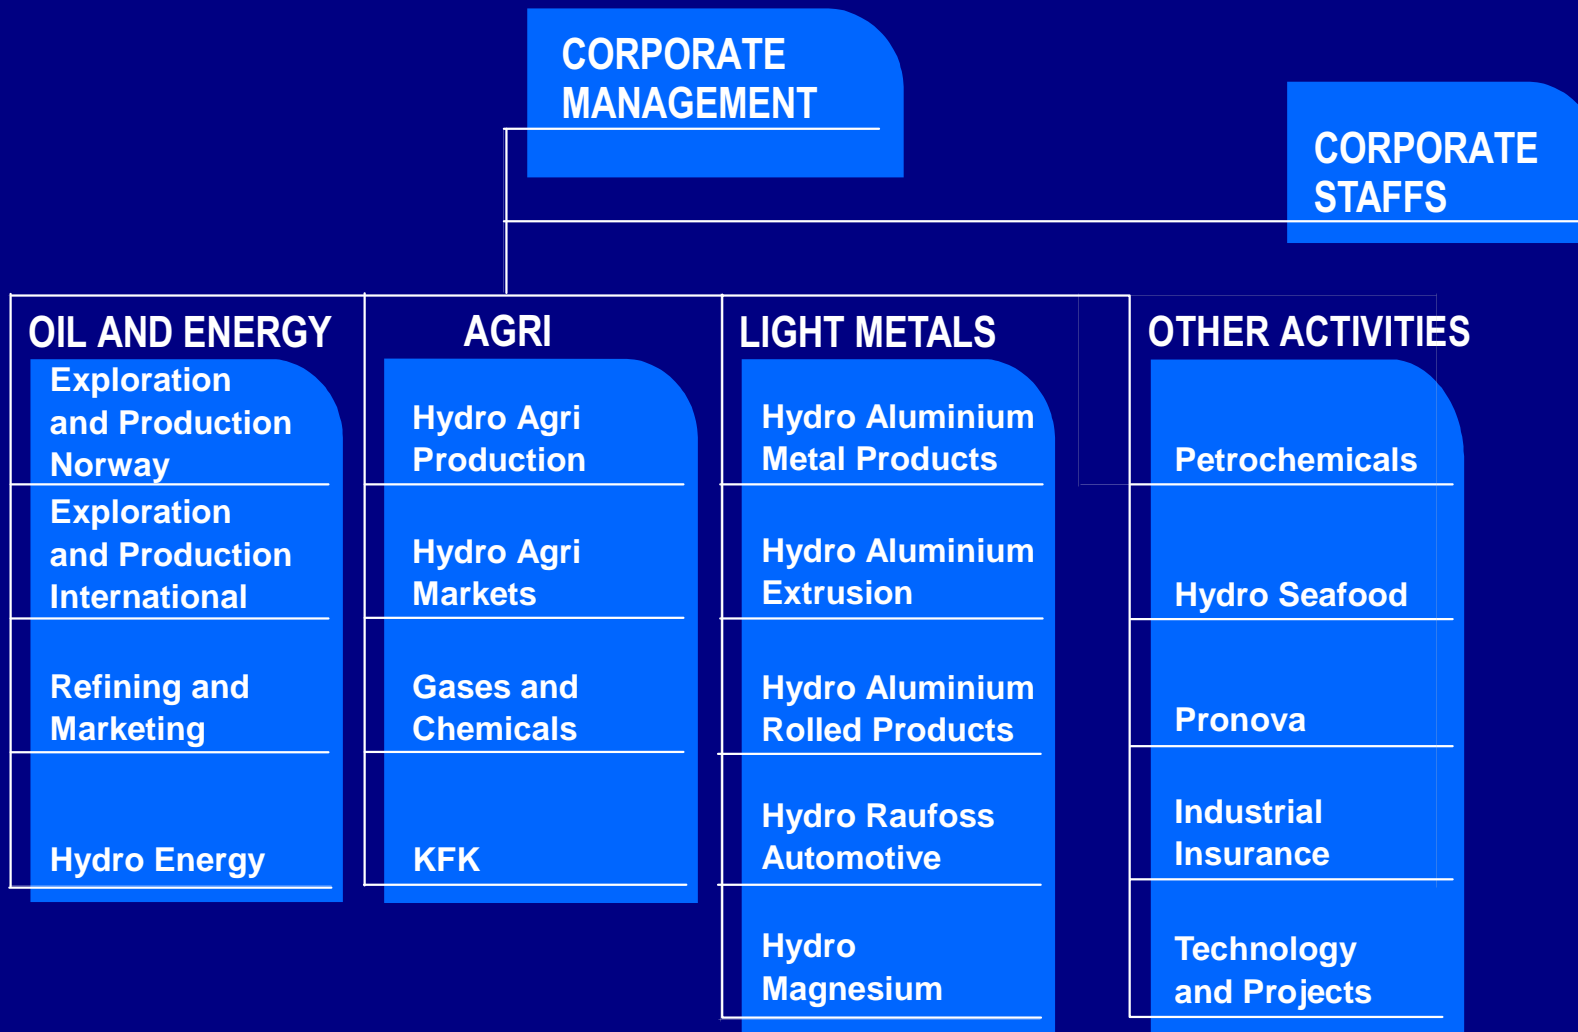 CORPORATE
MANAGEMENT
CORPORATE
STAFFS
OIL AND ENERGY
Exploration
and Production
Norway
Exploration
and Production
International
Refining and
Marketing
Hydro Energy
AGRI
Hydro Agri
Production
Hydro Agri
Markets
Gases and
Chemicals
KFK
LIGHT METALS
Hydro Aluminium
Metal Products
Hydro Aluminium
Extrusion
Hydro Aluminium
Rolled Products
Hydro Raufoss
Automotive
Hydro
Magnesium
OTHER ACTIVITIES
Petrochemicals
Hydro Seafood
Pronova
Industrial
Insurance
Technology
and Projects